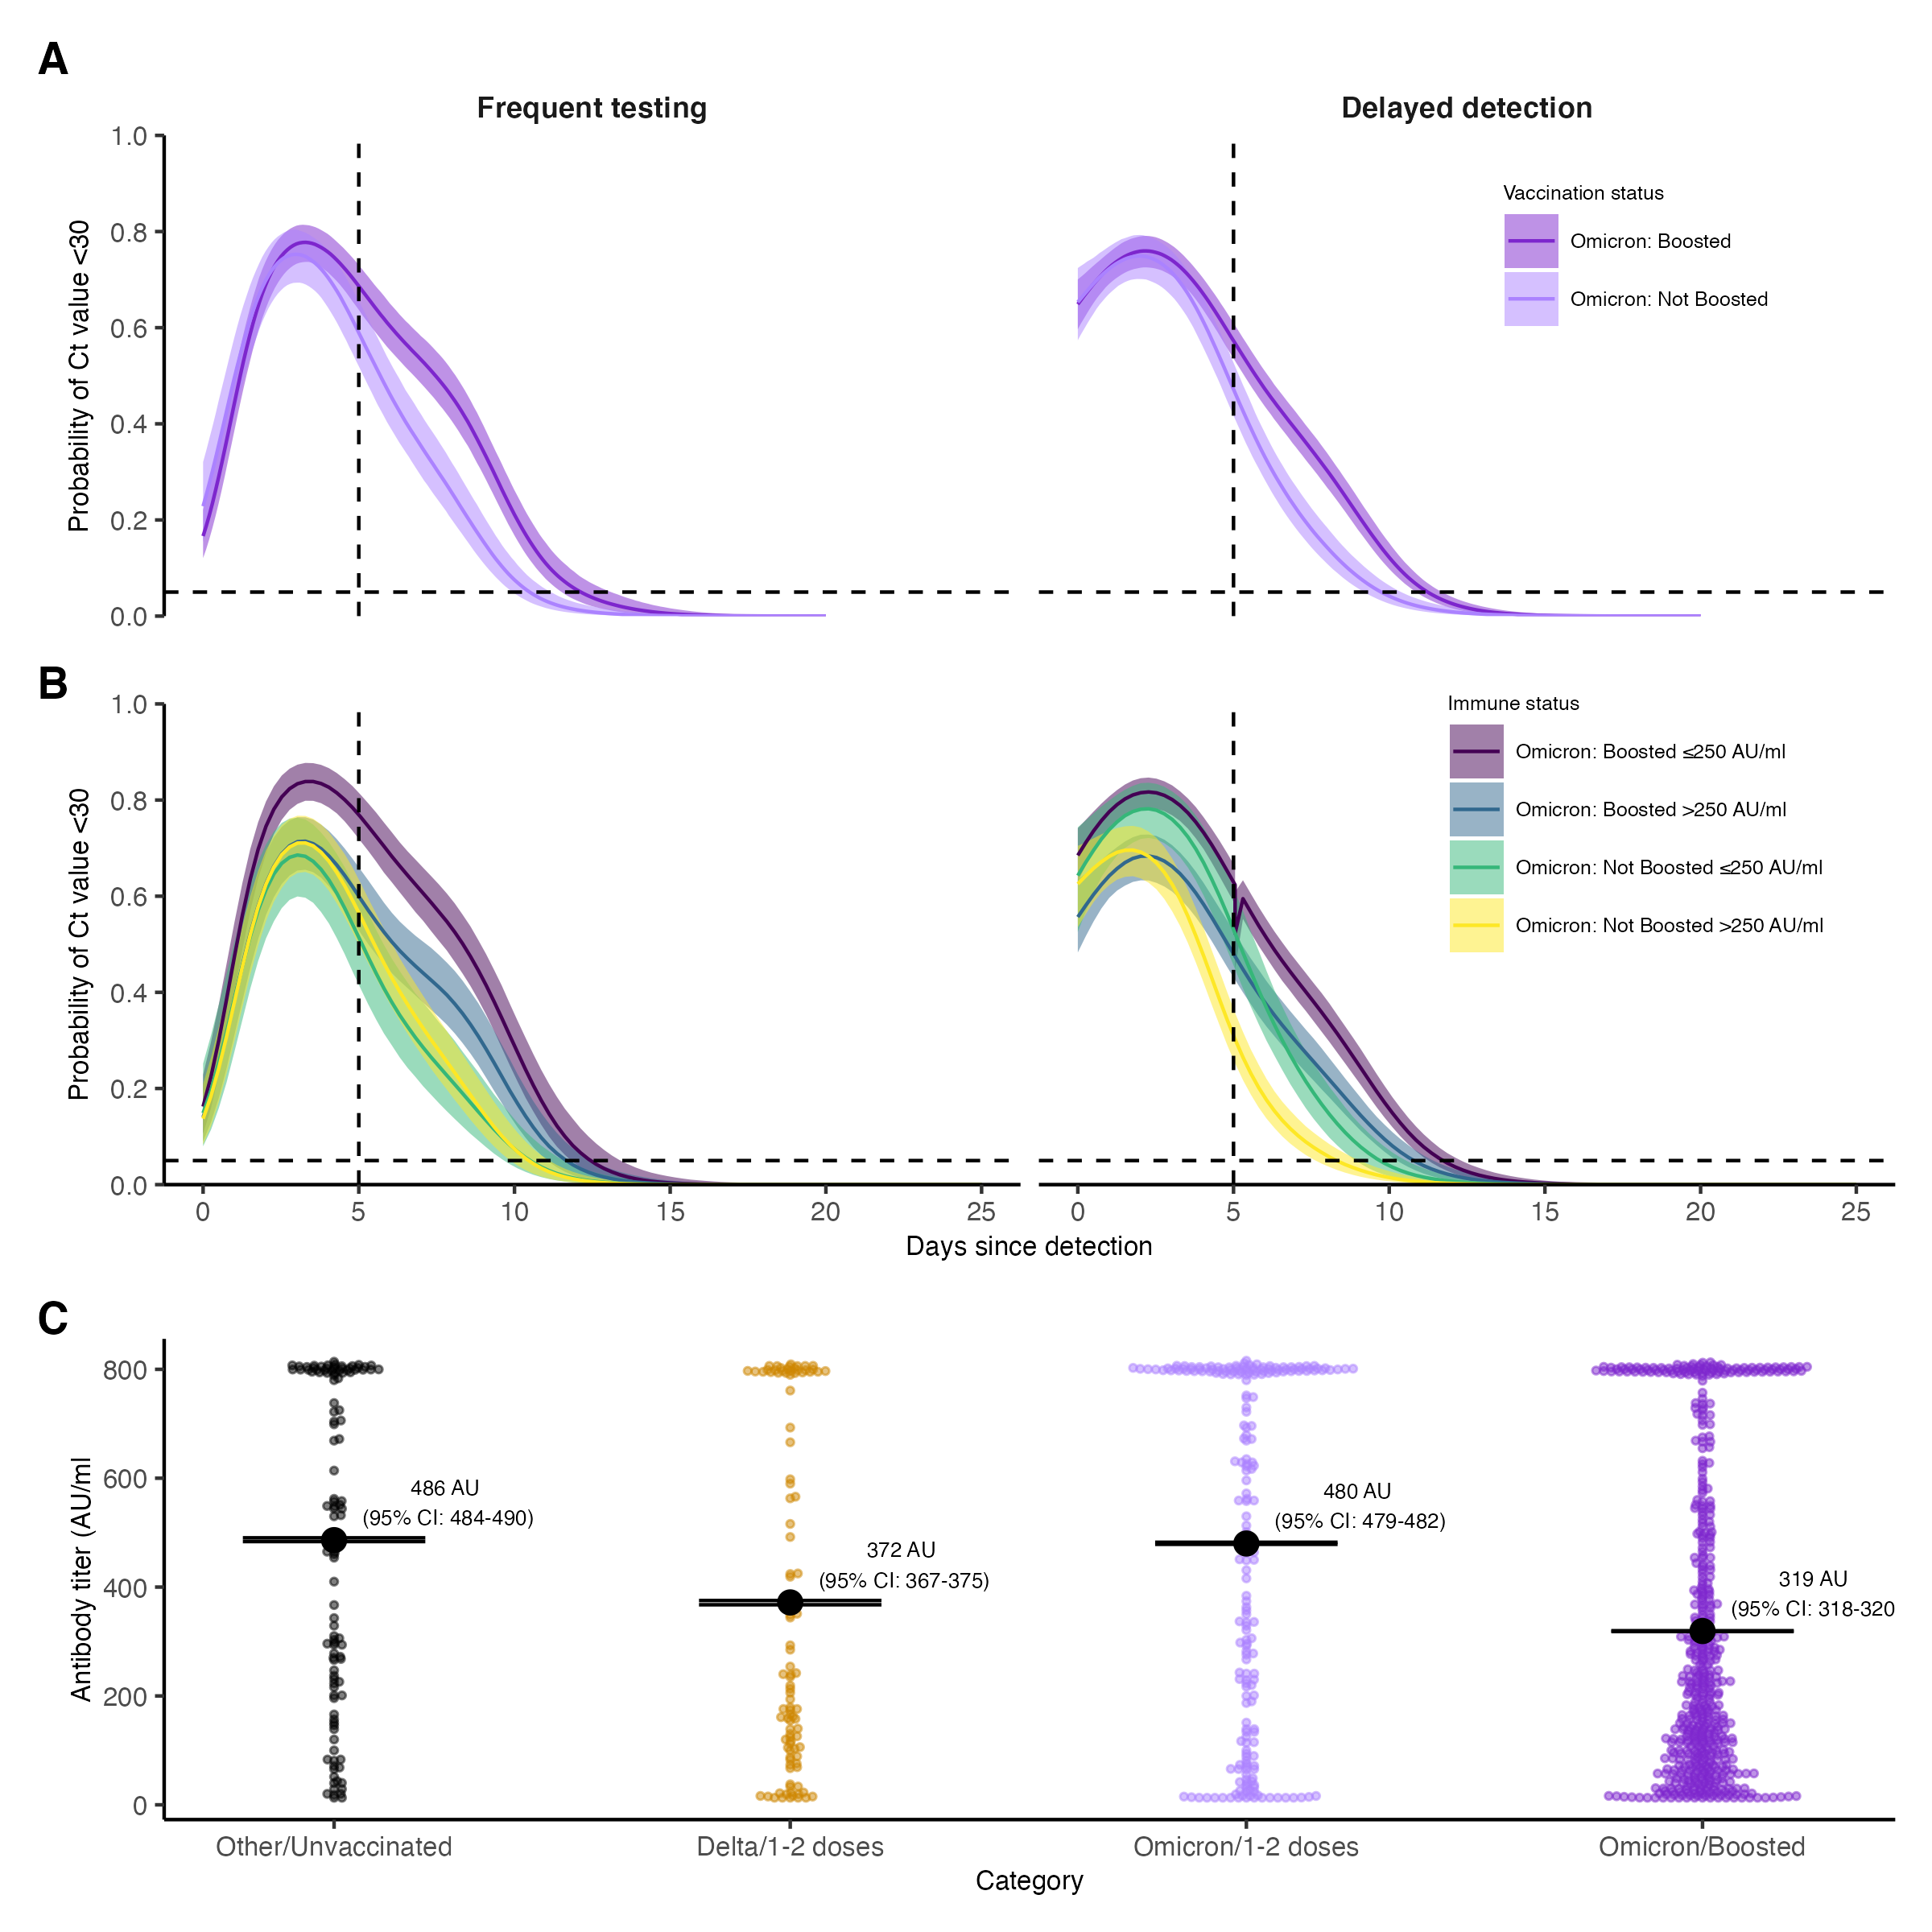 A
Frequent testing
Delayed detection
Probability of Ct value <30
1.0
0.8
0.6
0.4
0.2
0.0
Vaccination status
Omicron: Boosted
Omicron: Not Boosted
B
Probability of Ct value <30
1.0
0.8
0.6
0.4
0.2
0.0
Immune status
Omicron: Boosted ≤250 AU/ml
Omicron: Boosted >250 AU/ml
Omicron: Not Boosted ≤250 AU/ml
Omicron: Not Boosted >250 AU/ml
0 5 10 15 20 25 0 5 10 15 20 25
Days since detection
C
Antibody titer (AU/ml)
800
600
400
200
0
486 AU
(95% CI: 484-490)
372 AU
(95% CI: 367-375)
480 AU
(95% CI: 479-482)
319 AU
(95% CI: 318-320
Other/Unvaccinated Delta/1-2 doses Omicron/1-2 doses Omicron/Boosted
Category